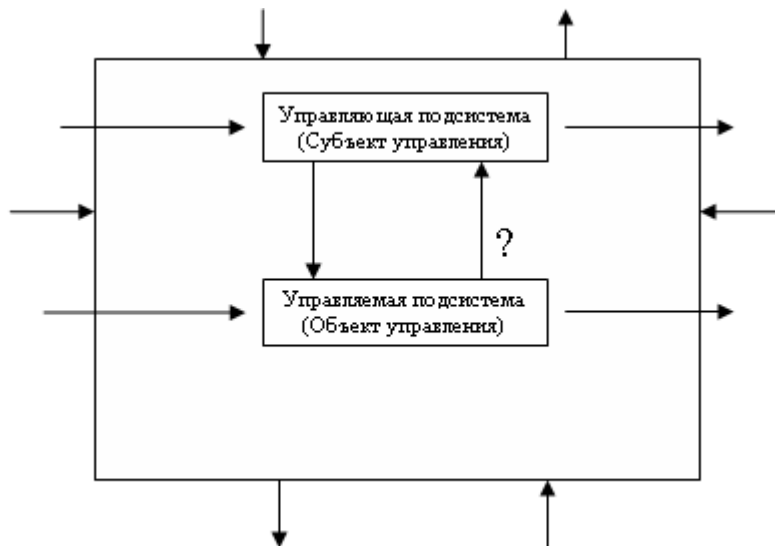 Управляющая подсистема
(Субъект управления)
?
Управляемая подсистема
(Объект управления)